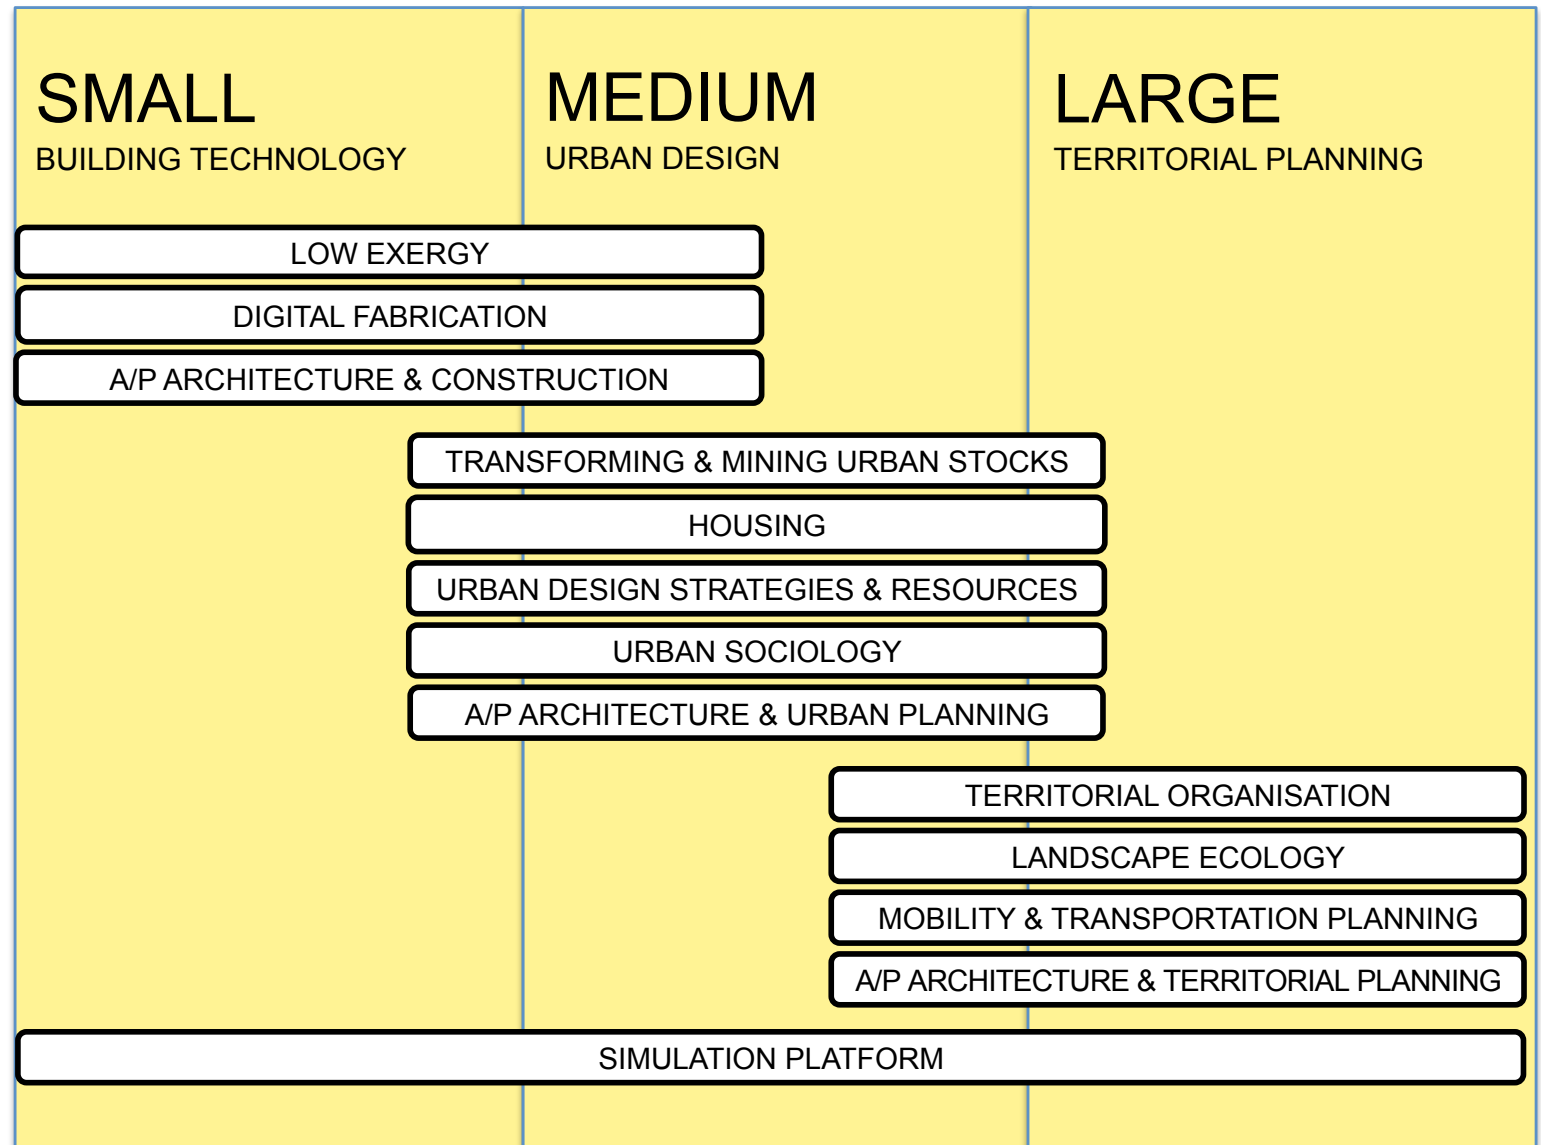 SMALL
BUILDING TECHNOLOGY
MEDIUM
URBAN DESIGN
LARGE
TERRITORIAL PLANNING
LOW EXERGY
DIGITAL FABRICATION
A/P ARCHITECTURE & CONSTRUCTION
TRANSFORMING & MINING URBAN STOCKS
HOUSING
URBAN DESIGN STRATEGIES & RESOURCES
URBAN SOCIOLOGY
A/P ARCHITECTURE & URBAN PLANNING
TERRITORIAL ORGANISATION
LANDSCAPE ECOLOGY
MOBILITY & TRANSPORTATION PLANNING
A/P ARCHITECTURE & TERRITORIAL PLANNING
SIMULATION PLATFORM